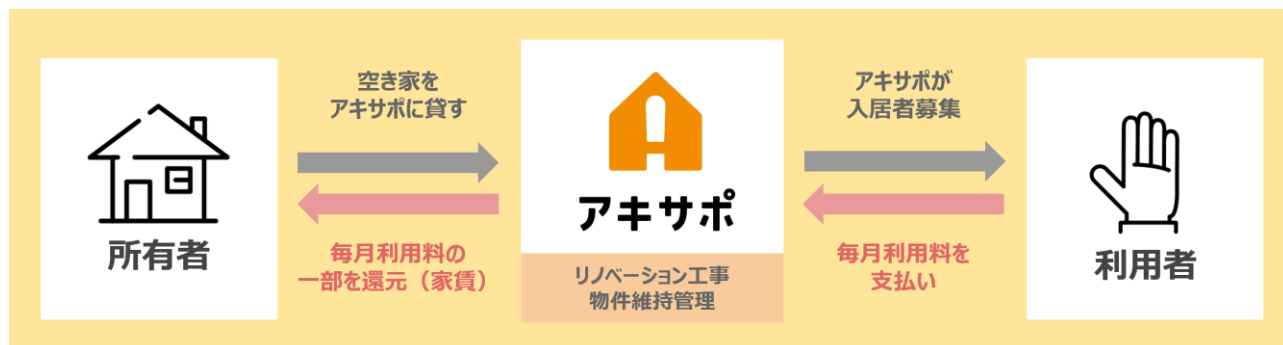 空き家を
アキサポに貸す
アキサポが
入居者募集
アキサポ
所有者
毎月利用料の
一部を還元（家賃）
リノベーション工事
物件維持管理
毎月利用料を
支払い
利用者